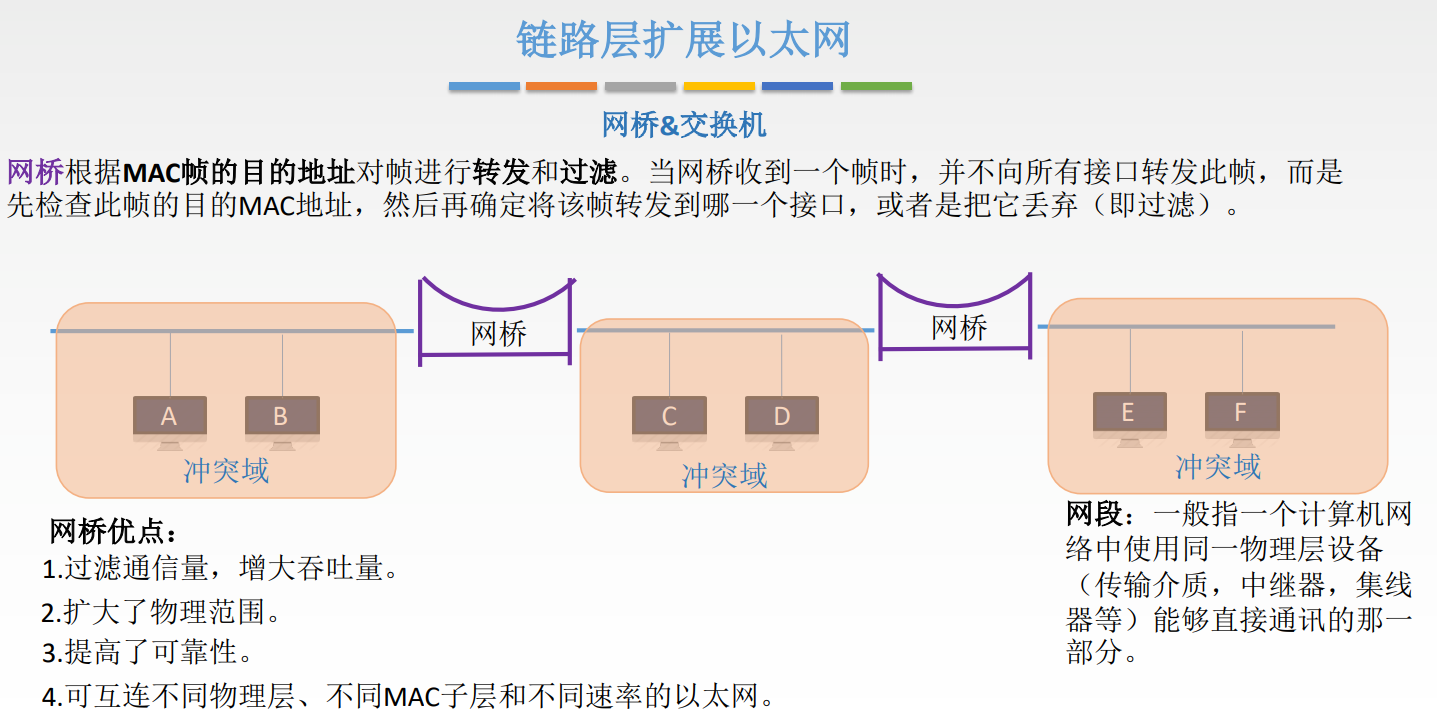 链路层扩展以太网
网桥&交换机
网桥根据MAC帧的目的地址对帧进行转发和过滤。当网桥收到一个帧时，并不向所有接口转发此帧，而是
先检查此帧的目的MAC地址，然后再确定将该帧转发到哪一个接口，或者是把它丢弃（即过滤）。
网桥
网桥
A
B
C
D
E
F
冲突域
冲突域
冲突域
网桥优点：
1.过滤通信量，增大吞吐量。
2.扩大了物理范围。
3.提高了可靠性。
4.可互连不同物理层、不同MAC子层和不同速率的以太网。
网段：一般指一个计算机网
络中使用同一物理层设备
（传输介质，中继器，集线
器等）能够直接通讯的那一
部分。